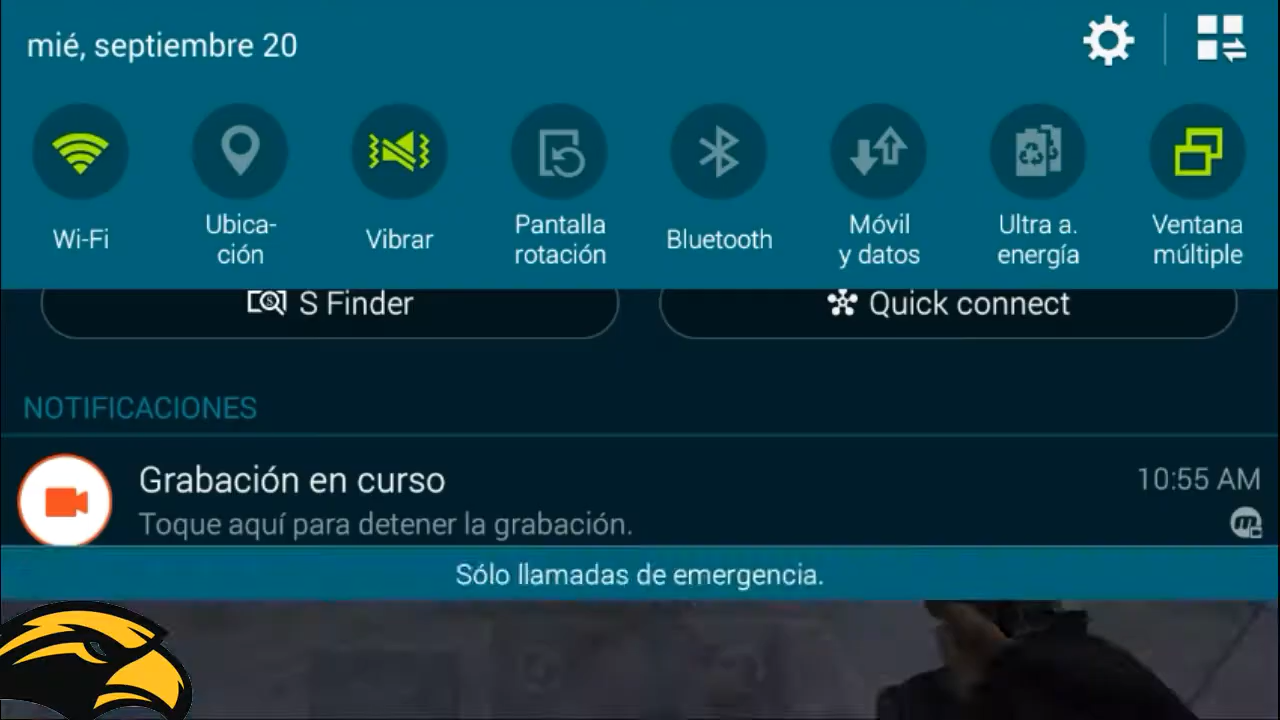 mié, septiembre 20
Wi-Fi
Ubica-
ción
Vibrar
Pantalla
rotación
Bluetooth
Móvil
y datos
Ultra a.
energía
Ventana
múltiple
S Finder
Quick connect
NOTIFICACIONES
Grabación en curso
10:55 AM
Toque aquí para detener la grabación.
Sólo llamadas de emergencia.